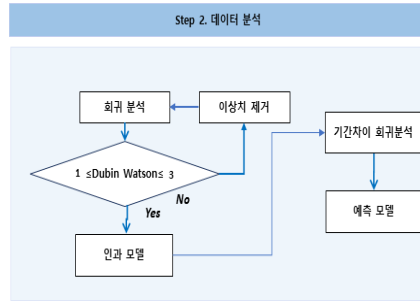 Step 2. 데이터 분석
회귀 분석
이상치 제거
기간차이 회귀분석
1 ≤Dubin Watson≤ 3
No
Yes
예측 모델
인과 모델